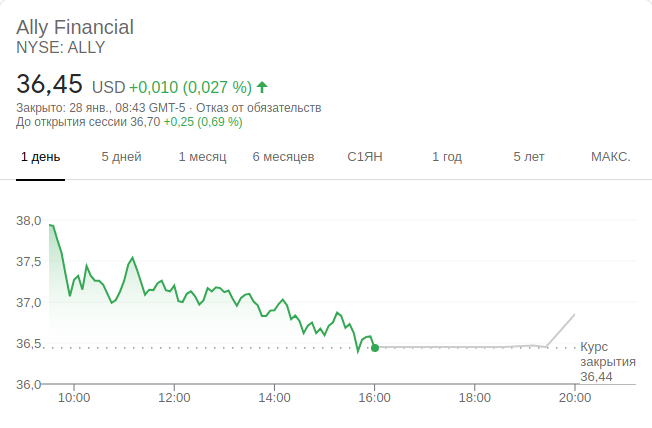 Ally Financial
NYSE: ALLY
36,45 USD +0,010 (0,027 %)
Закрыто: 28 янв., 08:43 GMT-5 · Отказ от обязательств
До открытия сессии 36,70 +0,25 (0,69 %)
1 день 5 дней 1 месяц 6 месяцев С1ЯН 1 год 5 лет МАКС.
38,0
37,5
37,0
36,5
Курс
закрытия
36,44
36,0
10:00 12:00 14:00 16:00 18:00 20:00